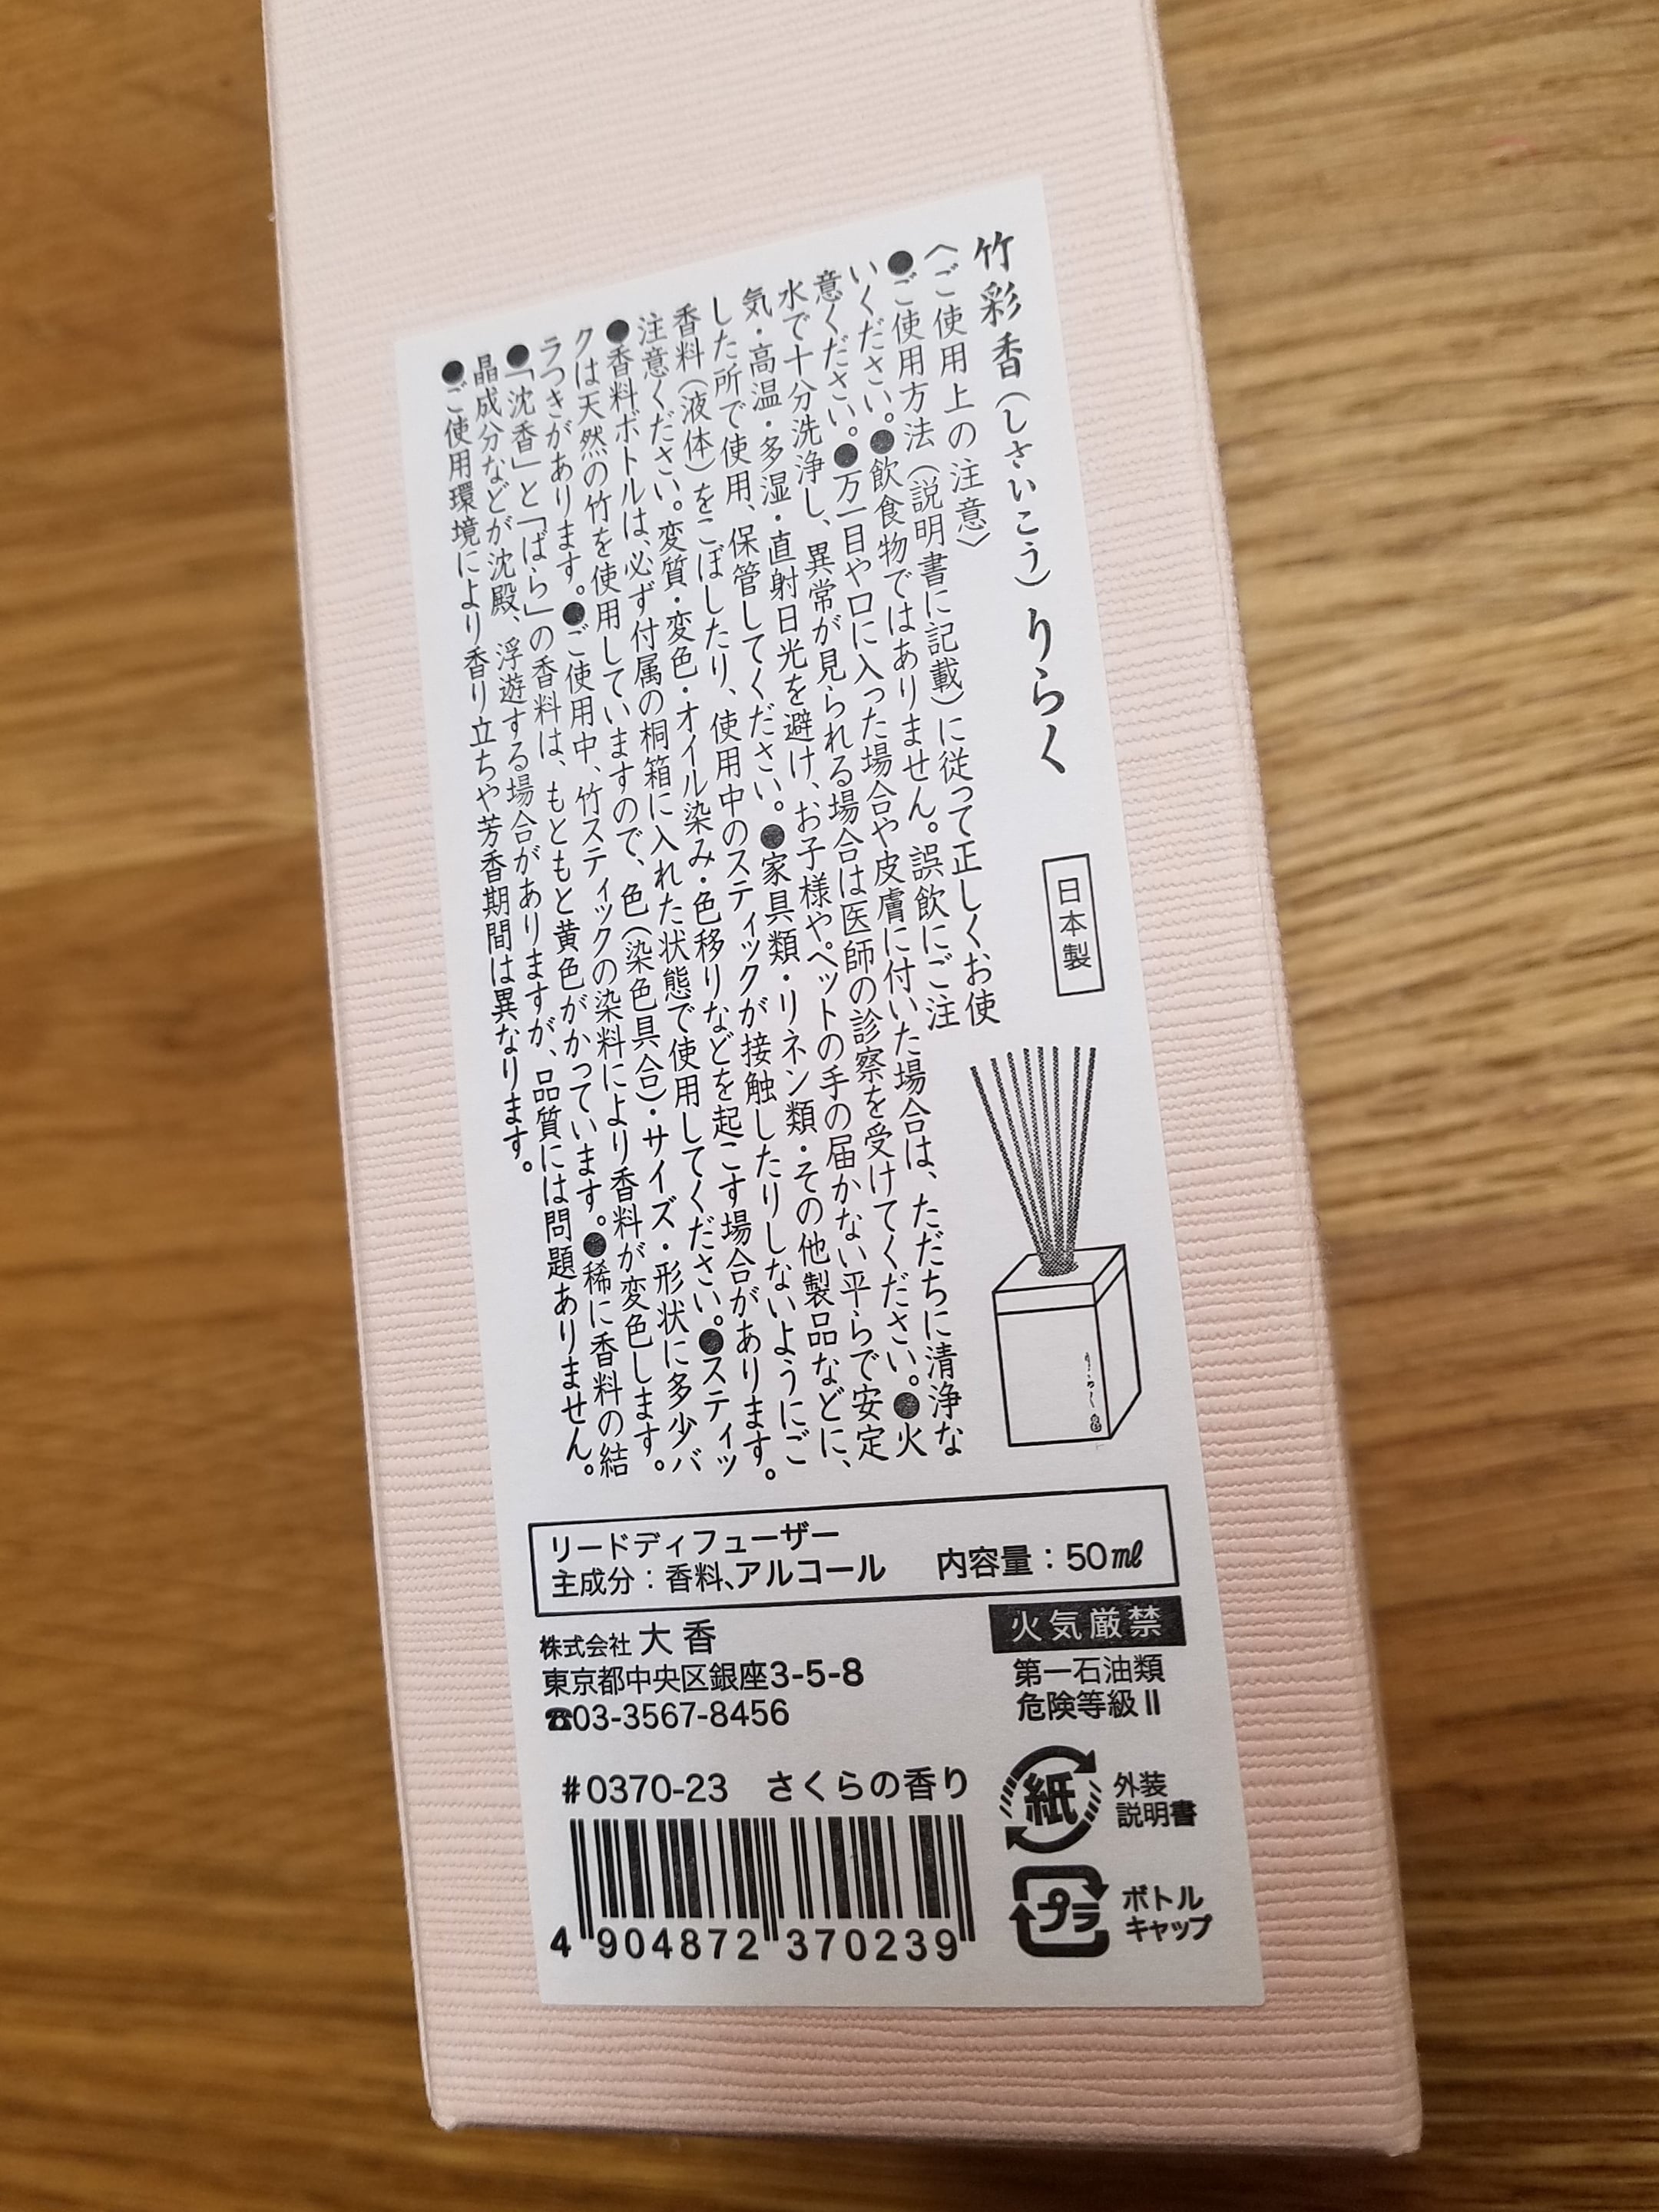 竹彩香（しさいこう）りらく
日本製
〈ご使用上の注意〉
●ご使用方法（説明書に記載）に従って正しくお使
いください。●飲食物ではありません。誤飲にご注
意ください。●万一目や口に入った場合や皮膚に付いた場合は、ただちに清浄な
水で十分洗浄し、異常が見られる場合は医師の診察を受けてください。●火
気・高温・多湿・直射日光を避け、お子様やペットの手の届かない平らで安定
した所で使用、保管してください。●家具類・リネン類・その他製品などに、
香料（液体）をこぼしたり、使用中のスティックが接触したりしないようにご
注意ください。変質・変色・オイル染み・色移りなどを起こす場合があります。
●香料ボトルは、必ず付属の桐箱に入れた状態で使用してください。●スティッ
クは天然の竹を使用していますので、色（染色具合）・サイズ・形状に多少バ
ラつきがあります。●ご使用中、竹スティックの染料により香料が変色します。
●「沈香」と「ばら」の香料は、もともと黄色がかっています。●稀に香料の結
晶成分などが沈殿、浮遊する場合がありますが、品質には問題ありません。
●ご使用環境により香り立ちや芳香期間は異なります。
りらく
リードディフューザー
主成分：香料、アルコール 内容量：50㎖
株式会社 大香
東京都中央区銀座3-5-8
☎03-3567-8456
火気厳禁
第一石油類
危険等級Ⅱ
#0370-23 さくらの香り
4 904872 370239
紙 外装
説明書
プラ ボトル
キャップ